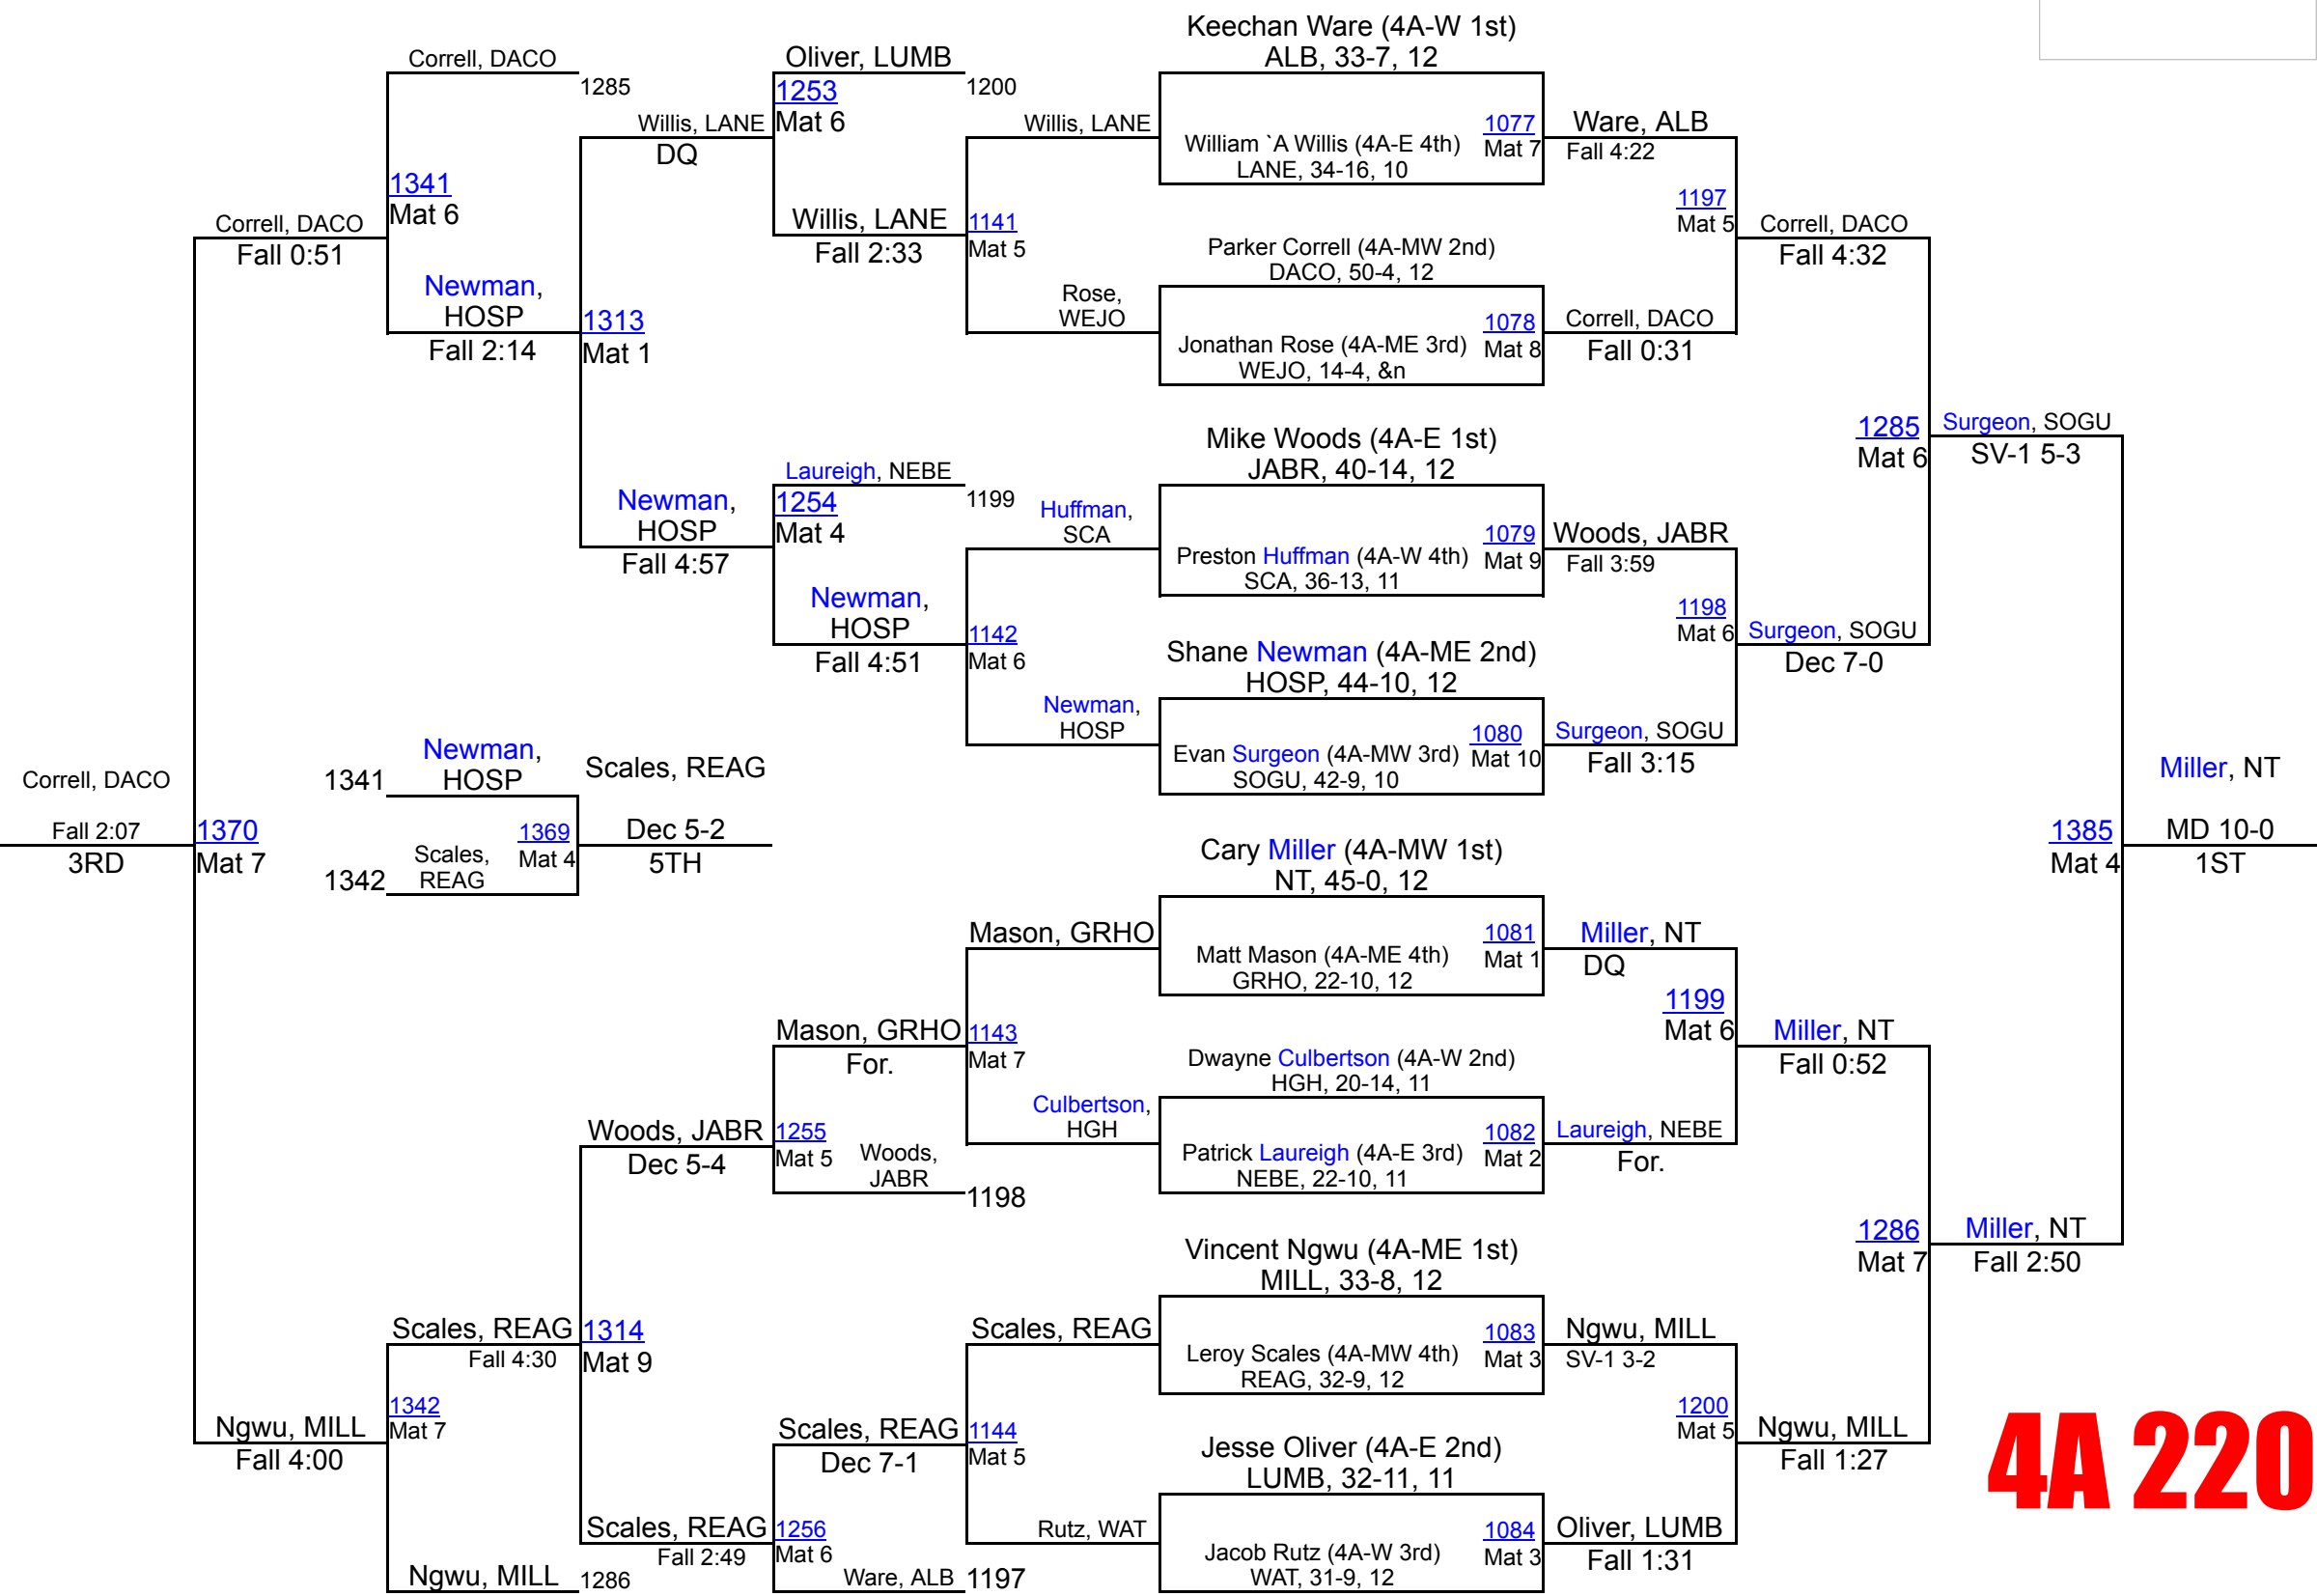 Keechan Ware (4A-W 1st)
ALB, 33-7, 12
William `A Willis (4A-E 4th)
LANE, 34-16, 10
1077
Mat 7
Parker Correll (4A-MW 2nd)
DACO, 50-4, 12
Jonathan Rose (4A-ME 3rd)
WEJO, 14-4, &n
1078
Mat 8
Mike Woods (4A-E 1st)
JABR, 40-14, 12
Preston Huffman (4A-W 4th)
SCA, 36-13, 11
1079
Mat 9
Shane Newman (4A-ME 2nd)
HOSP, 44-10, 12
Evan Surgeon (4A-MW 3rd)
SOGU, 42-9, 10
1080
Mat 10
Cary Miller (4A-MW 1st)
NT, 45-0, 12
Matt Mason (4A-ME 4th)
GRHO, 22-10, 12
1081
Mat 1
Dwayne Culbertson (4A-W 2nd)
HGH, 20-14, 11
Patrick Laureigh (4A-E 3rd)
NEBE, 22-10, 11
1082
Mat 2
Vincent Ngwu (4A-ME 1st)
MILL, 33-8, 12
Leroy Scales (4A-MW 4th)
REAG, 32-9, 12
1083
Mat 3
Jesse Oliver (4A-E 2nd)
LUMB, 32-11, 11
Jacob Rutz (4A-W 3rd)
WAT, 31-9, 12
1084
Mat 3
Ware, ALB
Fall 4:22
1197
Mat 5
Correll, DACO
Fall 0:31
Woods, JABR
Fall 3:59
1198
Mat 6
Surgeon, SOGU
Fall 3:15
Miller, NT
DQ
1199
Mat 6
Laureigh, NEBE
For.
Ngwu, MILL
SV-1 3-2
1200
Mat 5
Oliver, LUMB
Fall 1:31
Correll, DACO
Fall 4:32
1285
Mat 6
Surgeon, SOGU
Dec 7-0
Miller, NT
Fall 0:52
1286
Mat 7
Ngwu, MILL
Fall 1:27
Surgeon, SOGU
SV-1 5-3
1385
Mat 4
Miller, NT
Fall 2:50
Miller, NT
MD 10-0
1ST
Willis, LANE
1141
Mat 5
Rose,
WEJO
Huffman,
SCA
1142
Mat 6
Newman,
HOSP
Mason, GRHO
1143
Mat 7
Culbertson,
HGH
Scales, REAG
1144
Mat 5
Rutz, WAT
Oliver, LUMB
1200
1253
Mat 6
Willis, LANE
Fall 2:33
Laureigh, NEBE
1199
1254
Mat 4
Newman,
HOSP
Fall 4:51
Mason, GRHO
For.
1255
Mat 5
Woods,
JABR
1198
Scales, REAG
Dec 7-1
1256
Mat 6
Ware, ALB
1197
Willis, LANE
DQ
1313
Mat 1
Newman,
HOSP
Fall 4:57
Woods, JABR
Dec 5-4
1314
Mat 9
Scales, REAG
Fall 2:49
Correll, DACO
1285
1341
Mat 6
Newman,
HOSP
Fall 2:14
Scales, REAG
Fall 4:30
1342
Mat 7
Ngwu, MILL
1286
Correll, DACO
Fall 0:51
1370
Mat 7
Ngwu, MILL
Fall 4:00
Correll, DACO
Fall 2:07
3RD
1341
Newman,
HOSP
1369
Mat 4
1342
Scales,
REAG
Scales, REAG
Dec 5-2
5TH
4A 220